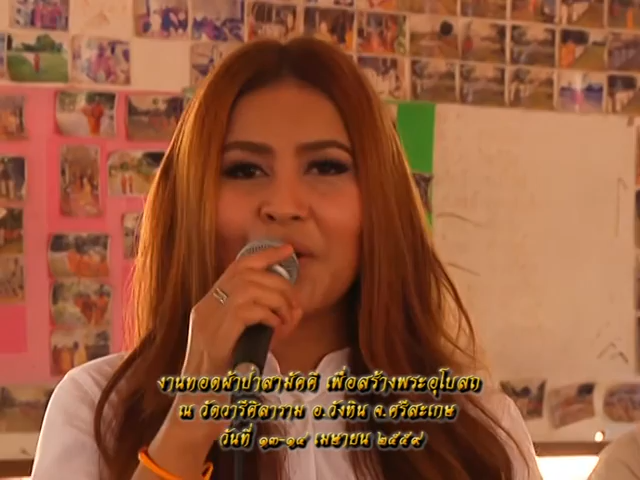 งานทอดผ้าป่าสามัคคี เพื่อสร้างพระอุโบสถ
ณ วัดวารีศิลาราม อ.วังหิน จ.ศรีสะเกษ
วันที่ ๑๓-๑๔ เมษายน ๒๕๕๙